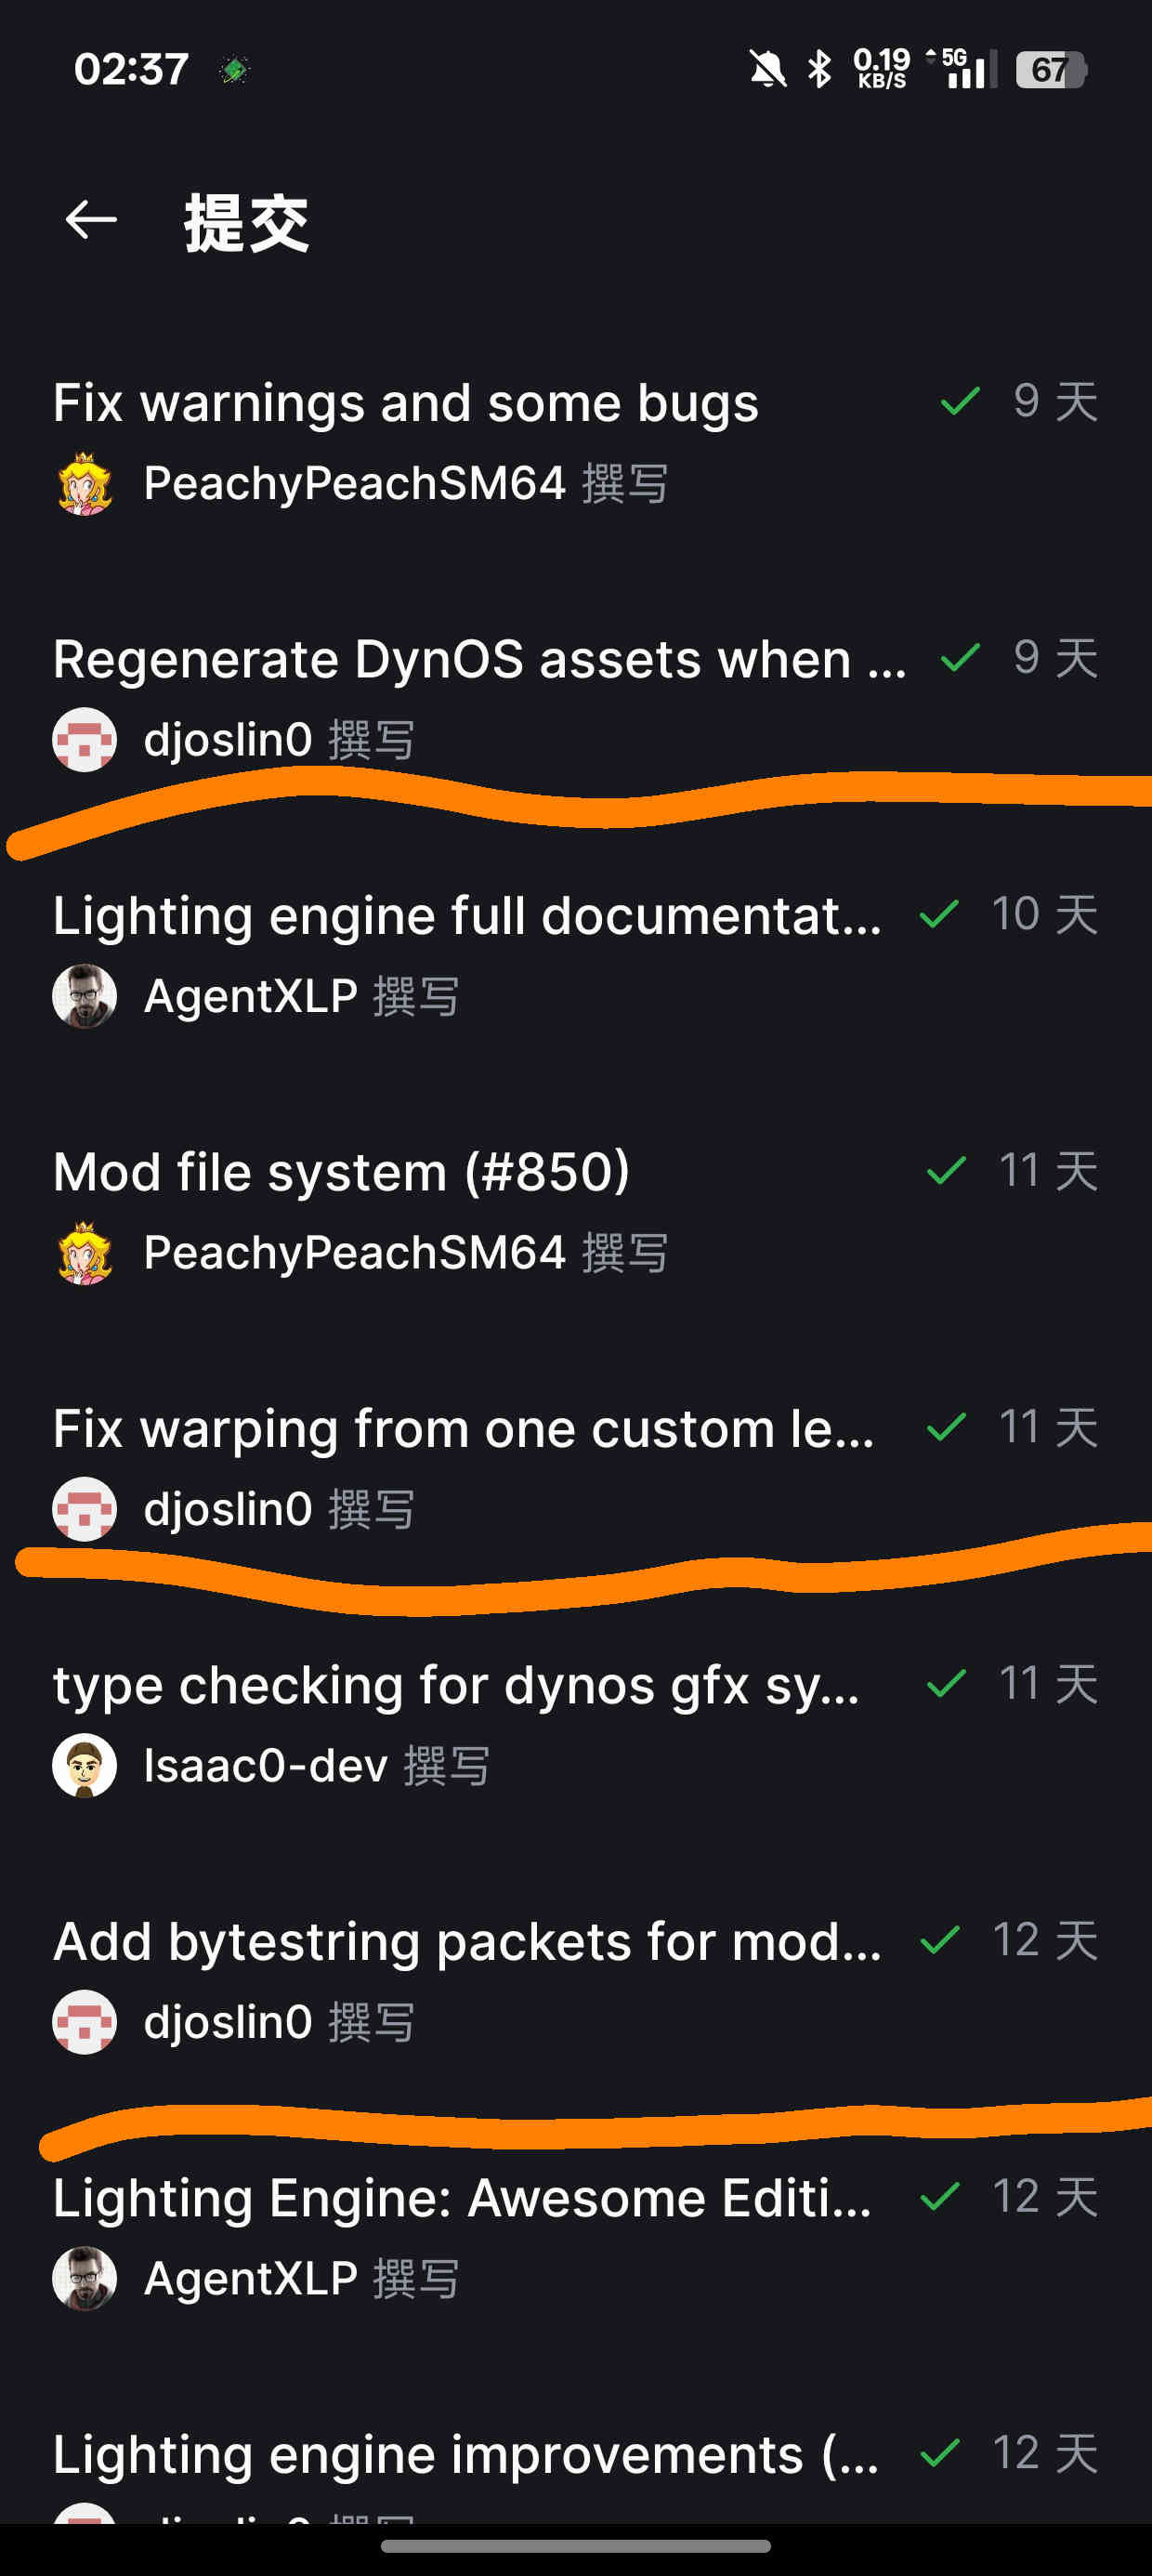 02:37
0.19
KB/S
5G
67
提交
Fix warnings and some bugs 9 天
PeachyPeachSM64 撰写
Regenerate DynOS assets when ... 9 天
djoslin0 撰写
Lighting engine full documentat... 10 天
AgentXLP 撰写
Mod file system (#850) 11 天
PeachyPeachSM64 撰写
Fix warping from one custom le... 11 天
djoslin0 撰写
type checking for dynos gfx sy... 11 天
Isaac0-dev 撰写
Add bytestring packets for mod... 12 天
djoslin0 撰写
Lighting Engine: Awesome Editi... 12 天
AgentXLP 撰写
Lighting engine improvements (... 12 天